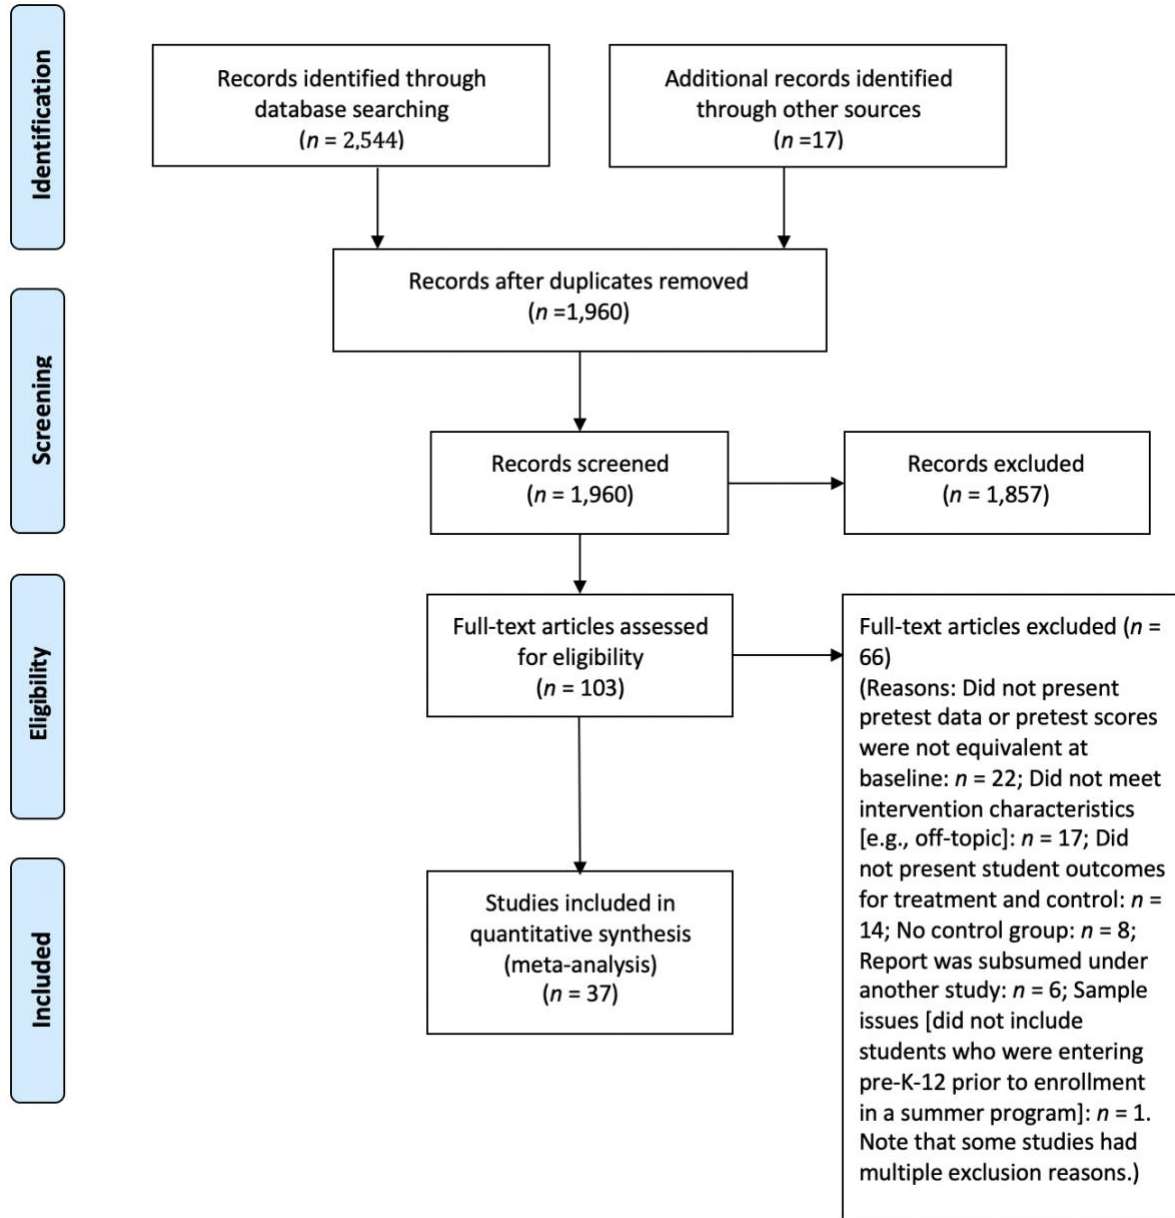 Identification
Records identified through
database searching
(n = 2,544)
Additional records identified
through other sources
(n =17)
Records after duplicates removed
(n =1,960)
Screening
Records screened
(n = 1,960)
Records excluded
(n = 1,857)
Eligibility
Full-text articles assessed
for eligibility
(n = 103)
Full-text articles excluded (n =
66)
(Reasons: Did not present
pretest data or pretest scores
were not equivalent at
baseline: n = 22; Did not meet
intervention characteristics
[e.g., off-topic]: n = 17; Did
not present student outcomes
for treatment and control: n =
14; No control group: n = 8;
Report was subsumed under
another study: n = 6; Sample
issues [did not include
students who were entering
pre-K-12 prior to enrollment
in a summer program]: n = 1.
Note that some studies had
multiple exclusion reasons.)
Included
Studies included in
quantitative synthesis
(meta-analysis)
(n = 37)